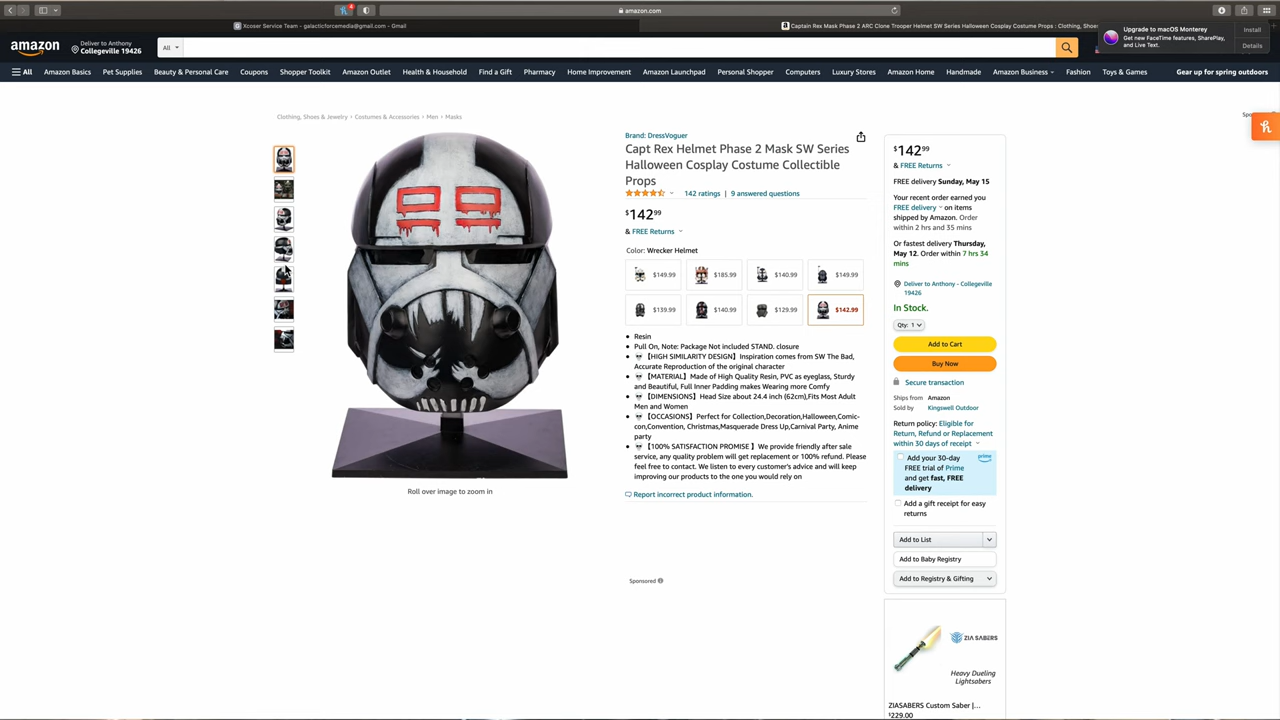 amazon.com
4
Xcoser Service Team - galacticforcemedia@gmail.com - Gmail
Captain Rex Mask Phase 2 ARC Clone Trooper Helmet SW Series Halloween Cosplay Costume Props : Clothing, Shoe
Upgrade to macOS Monterey
Get new FaceTime features, SharePlay, and Live Text.
Install
Details
amazon
Deliver to Anthony
Collegeville 19426
All
All
Amazon Basics
Pet Supplies
Beauty & Personal Care
Coupons
Shopper Toolkit
Amazon Outlet
Health & Household
Find a Gift
Pharmacy
Home Improvement
Amazon Launchpad
Personal Shopper
Computers
Luxury Stores
Amazon Home
Handmade
Amazon Business
Fashion
Toys & Games
Gear up for spring outdoors
Clothing, Shoes & Jewelry › Costumes & Accessories › Men › Masks
Roll over image to zoom in
Brand: DressVoguer
Capt Rex Helmet Phase 2 Mask SW Series
Halloween Cosplay Costume Collectible
Props
142 ratings | 9 answered questions
$142⁹⁹
& FREE Returns
Color: Wrecker Helmet
$149.99
$185.99
$140.99
$149.99
$139.99
$140.99
$129.99
$142.99
• Resin
• Pull On, Note: Package Not included STAND. closure
• 【HIGH SIMILARITY DESIGN】Inspiration comes from SW The Bad,
Accurate Reproduction of the original character
• 【MATERIAL】Made of High Quality Resin, PVC as eyeglass, Sturdy
and Beautiful, Full Inner Padding makes Wearing more Comfy
• 【DIMENSIONS】Head Size about 24.4 inch (62cm),Fits Most Adult
Men and Women
• 【OCCASIONS】Perfect for Collection,Decoration,Halloween,Comic-
con,Convention, Christmas,Masquerade Dress Up,Carnival Party, Anime
party
• 【100% SATISFACTION PROMISE 】We provide friendly after sale
service, any quality problem will get replacement or 100% refund. Please
feel free to contact. We listen to every customer's advice and will keep
improving our products to the one you would rely on
Report incorrect product information.
Sponsored
$142⁹⁹
& FREE Returns
FREE delivery Sunday, May 15
Your recent order earned you
FREE delivery on items
shipped by Amazon. Order
within 2 hrs and 35 mins
Or fastest delivery Thursday,
May 12. Order within 7 hrs 34
mins
Deliver to Anthony - Collegeville
19426
In Stock.
Qty: 1
Add to Cart
Buy Now
Secure transaction
Ships from Amazon
Sold by Kingswell Outdoor
Return policy: Eligible for
Return, Refund or Replacement
within 30 days of receipt
Add your 30-day
FREE trial of Prime
and get fast, FREE
delivery
prime
Add a gift receipt for easy
returns
Add to List
Add to Baby Registry
Add to Registry & Gifting
ZIA SABERS
Heavy Dueling
Lightsabers
ZIASABERS Custom Saber |...
$229.00